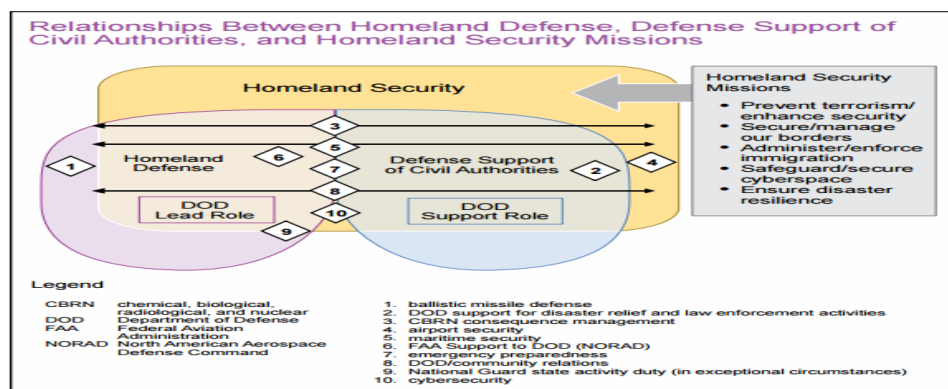 Relationships Between Homeland Defense, Defense Support of
Civil Authorities, and Homeland Security Missions
Homeland Security
Homeland Security
Missions
• Prevent terrorism/
enhance security
• Secure/manage
our borders
• Administer/enforce
immigration
• Safeguard/secure
cyberspace
• Ensure disaster
resilience
3
5
1
6
4
Homeland
Defense
Defense Support
of Civil Authorities
7
2
8
DOD
Lead Role
10
DOD
Support Role
9
Legend
CBRN chemical, biological,
radiological, and nuclear
DOD Department of Defense
FAA Federal Aviation
Administration
NORAD North American Aerospace
Defense Command
1. ballistic missile defense
2. DOD support for disaster relief and law enforcement activities
3. CBRN consequence management
4. airport security
5. maritime security
6. FAA Support to DOD (NORAD)
7. emergency preparedness
8. DOD/community relations
9. National Guard state activity duty (in exceptional circumstances)
10. cybersecurity